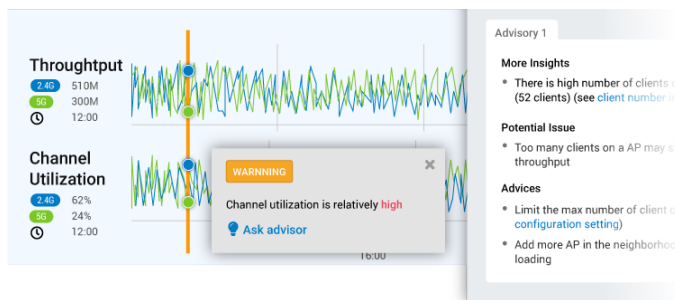 Throughtput
2.4G 510M
5G 300M
12:00
Channel
Utilization
2.4G 62%
5G 24%
12:00
WARNNING
Channel utilization is relatively high
Ask advisor
16:00
Advisory 1
More Insights
There is high number of clients
(52 clients) (see client number
Potential Issue
Too many clients on a AP may
throughput
Advices
Limit the max number of client
configuration setting)
Add more AP in the
loading